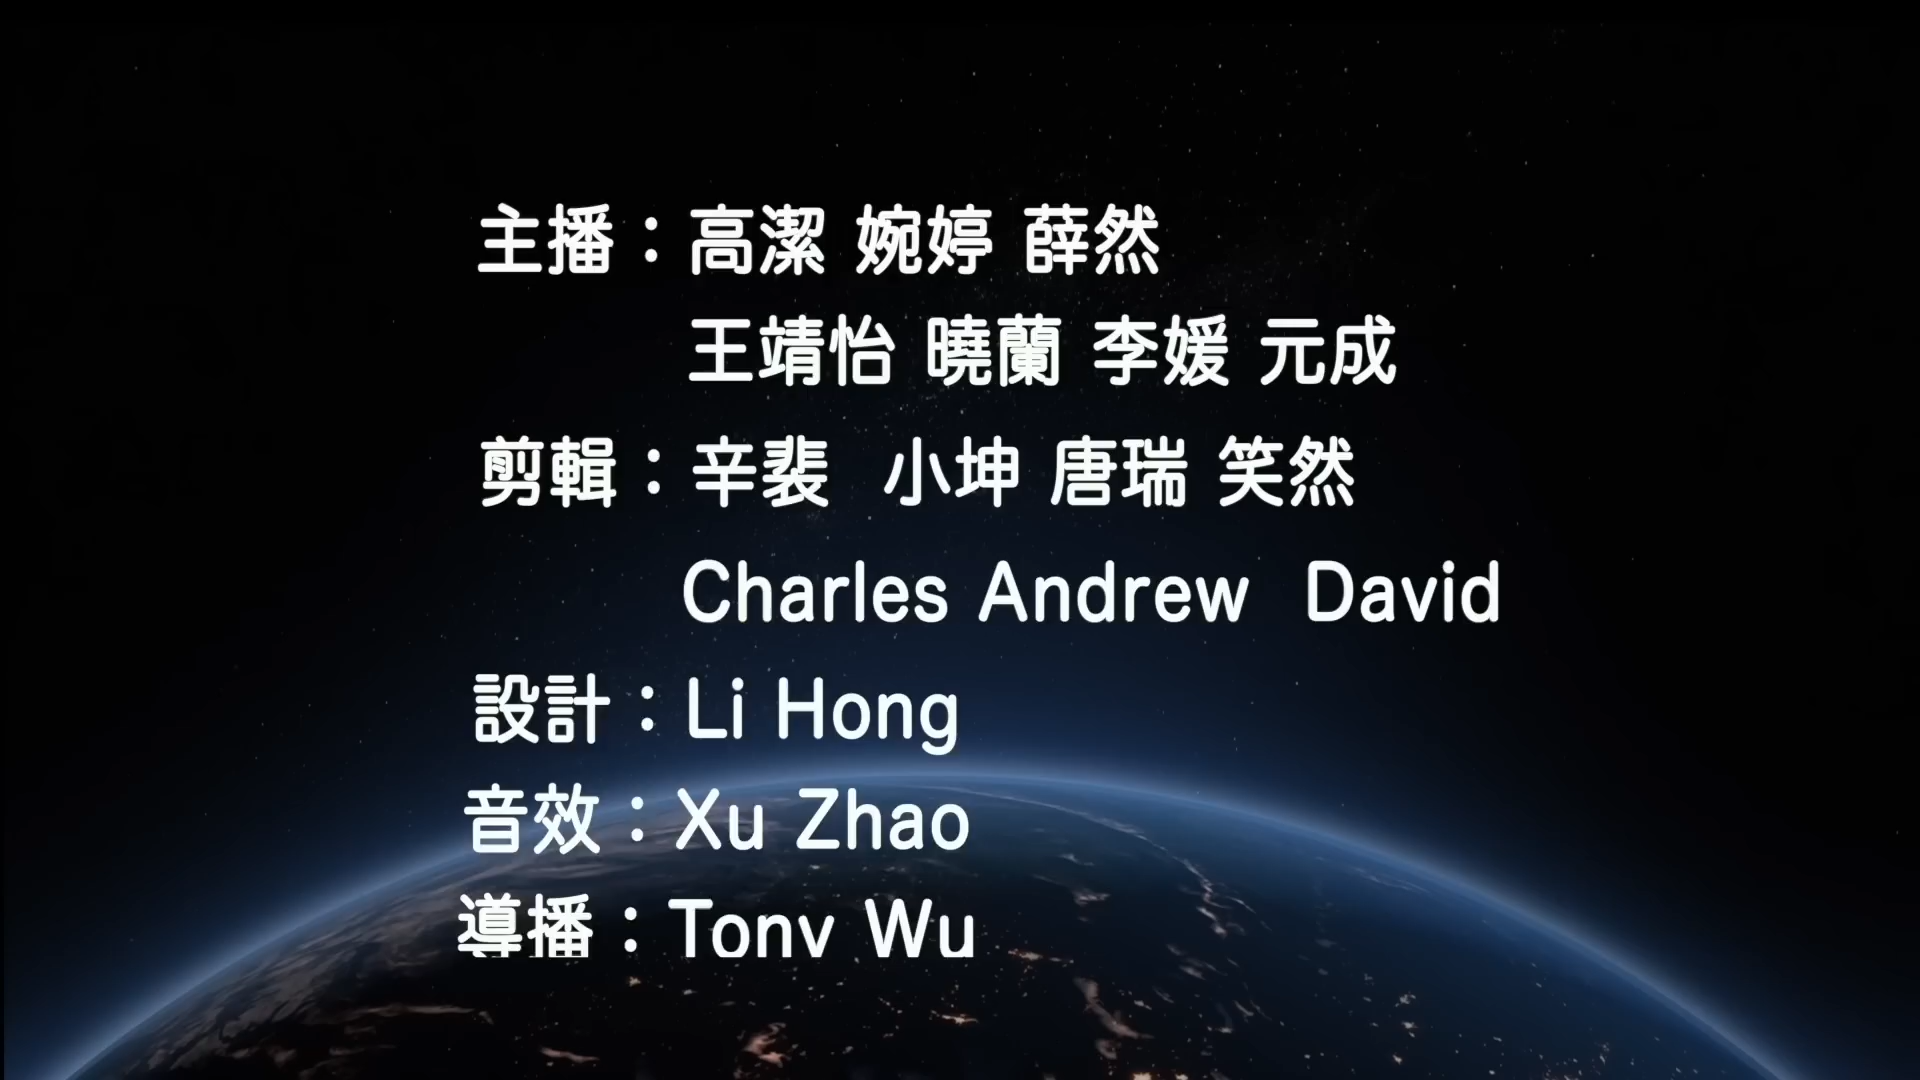 主播：高潔 婉婷 薛然
王靖怡 曉蘭 李媛 元成
剪輯：辛裴 小坤 唐瑞 笑然
Charles Andrew David
設計：Li Hong
音效：Xu Zhao
導播：Tony Wu